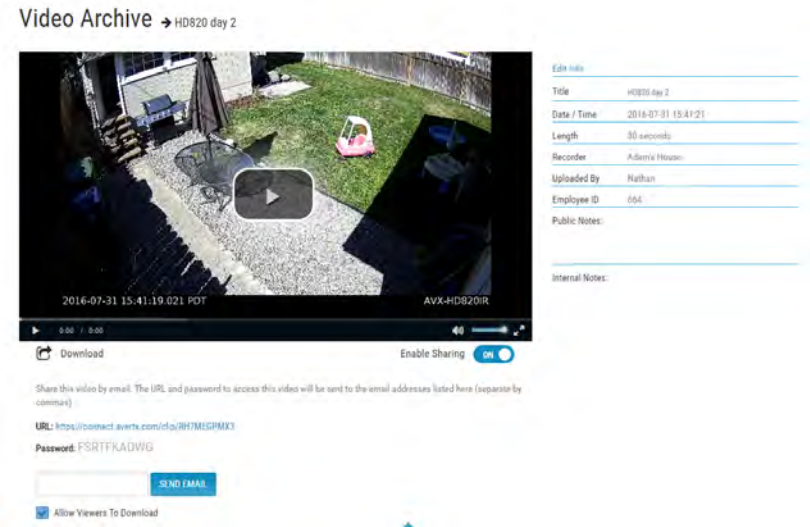 Video Archive → HD820 day 2
Edit Info
Title HD820 day 2
Date / Time 2016-07-31 15:41:21
Length 30 seconds
Recorder Adam's House
Uploaded By Nathan
Employee ID 664
Public Notes:
Internal Notes:
2016-07-31 15:41:19.021 PDT AVX-HD820IR
0:00 / 0:00
Download Enable Sharing ON
Share this video by email. The URL and password to access this video will be sent to the email addresses listed here (separate by
commas)
URL: https://connect.avertx.com/clip/
Password: FSRTFKADWG
SEND EMAIL
Allow Viewers To Download